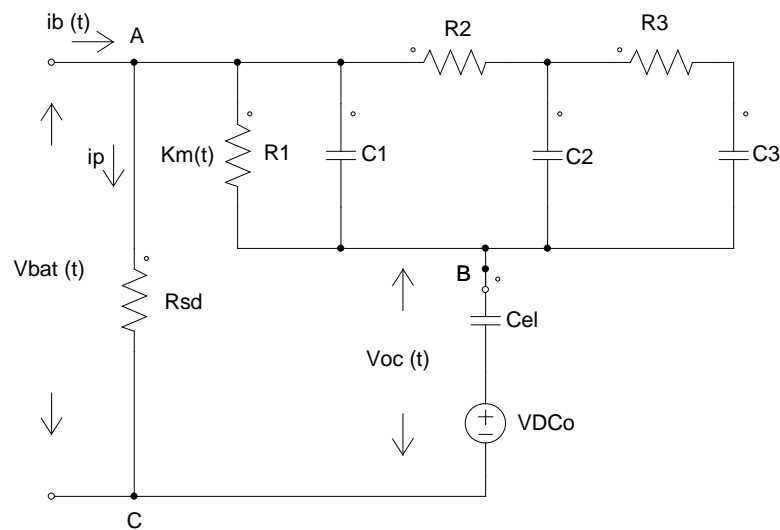 ib (t)
A
R2
R3
ip
Km(t)
R1
C1
C2
C3
Vbat (t)
Rsd
B
Cel
Voc (t)
VDCo
C